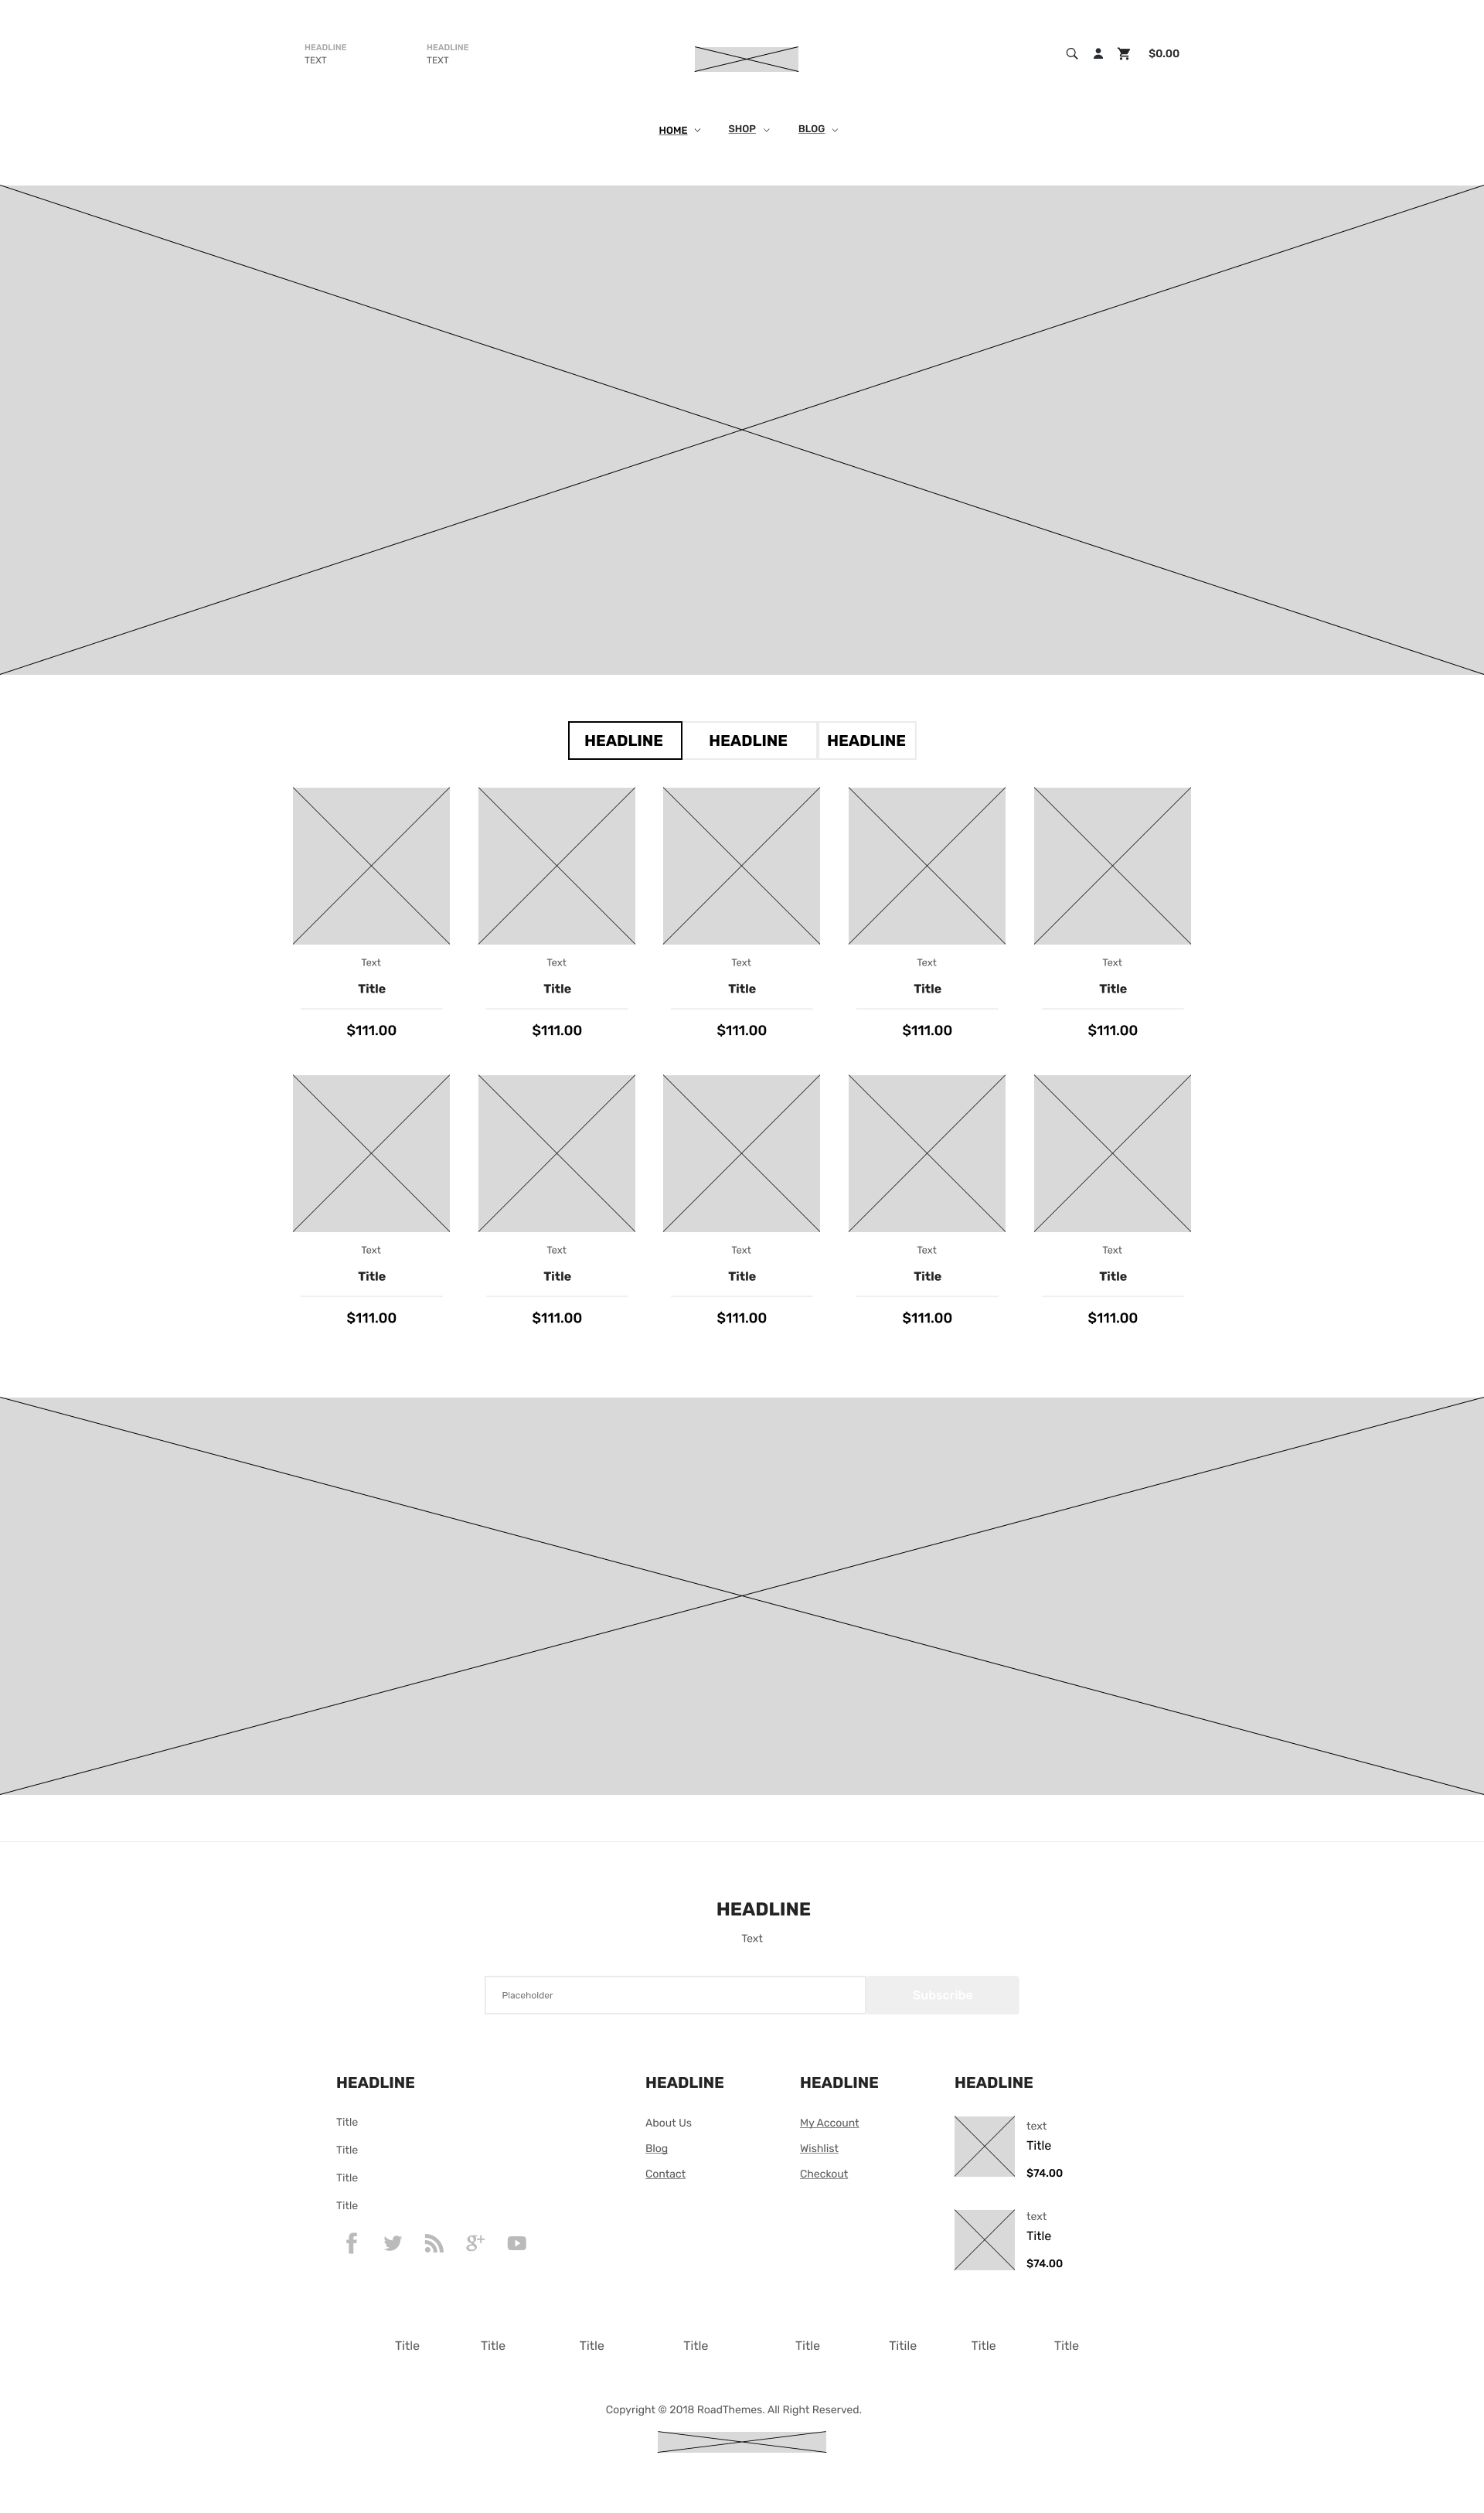 HEADLINE
TEXT
HEADLINE
TEXT
$0.00
HOME
SHOP
BLOG
HEADLINE
HEADLINE
HEADLINE
Text
Text
Text
Text
Text
Title
Title
Title
Title
Title
$111.00
$111.00
$111.00
$111.00
$111.00
Text
Text
Text
Text
Text
Title
Title
Title
Title
Title
$111.00
$111.00
$111.00
$111.00
$111.00
HEADLINE
Text
Placeholder
Subscribe
HEADLINE
Title
Title
Title
Title
HEADLINE
About Us
Blog
Contact
HEADLINE
My Account
Wishlist
Checkout
HEADLINE
text
Title
$74.00
text
Title
$74.00
Title
Title
Title
Title
Title
Titile
Title
Title
Copyright © 2018 RoadThemes. All Right Reserved.